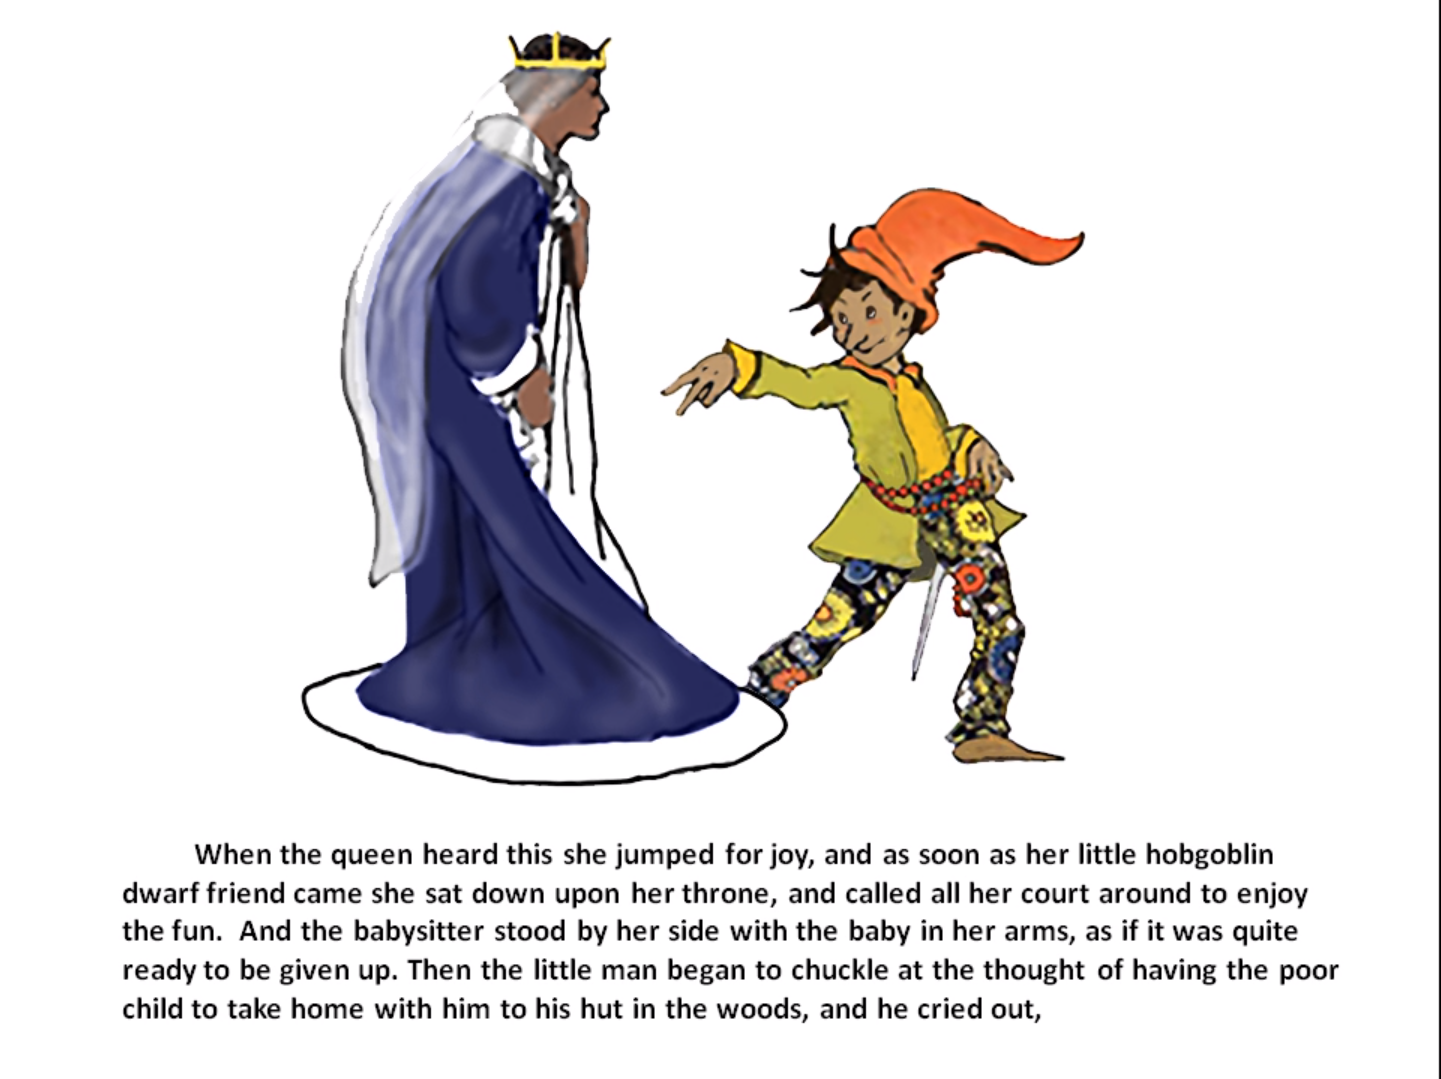 When the queen heard this she jumped for joy, and as soon as her little hobgoblin
dwarf friend came she sat down upon her throne, and called all her court around to enjoy
the fun.  And the babysitter stood by her side with the baby in her arms, as if it was quite
ready to be given up. Then the little man began to chuckle at the thought of having the poor
child to take home with him to his hut in the woods, and he cried out,